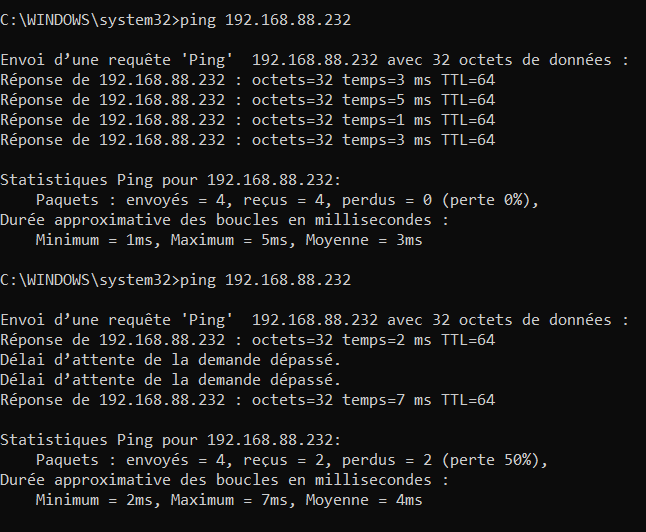 C:\WINDOWS\system32>ping 192.168.88.232
Envoi d’une requête 'Ping'  192.168.88.232 avec 32 octets de données :
Réponse de 192.168.88.232 : octets=32 temps=3 ms TTL=64
Réponse de 192.168.88.232 : octets=32 temps=5 ms TTL=64
Réponse de 192.168.88.232 : octets=32 temps=1 ms TTL=64
Réponse de 192.168.88.232 : octets=32 temps=3 ms TTL=64
Statistiques Ping pour 192.168.88.232:
    Paquets : envoyés = 4, reçus = 4, perdus = 0 (perte 0%),
Durée approximative des boucles en millisecondes :
    Minimum = 1ms, Maximum = 5ms, Moyenne = 3ms
C:\WINDOWS\system32>ping 192.168.88.232
Envoi d’une requête 'Ping'  192.168.88.232 avec 32 octets de données :
Réponse de 192.168.88.232 : octets=32 temps=2 ms TTL=64
Délai d’attente de la demande dépassé.
Délai d’attente de la demande dépassé.
Réponse de 192.168.88.232 : octets=32 temps=7 ms TTL=64
Statistiques Ping pour 192.168.88.232:
    Paquets : envoyés = 4, reçus = 2, perdus = 2 (perte 50%),
Durée approximative des boucles en millisecondes :
    Minimum = 2ms, Maximum = 7ms, Moyenne = 4ms